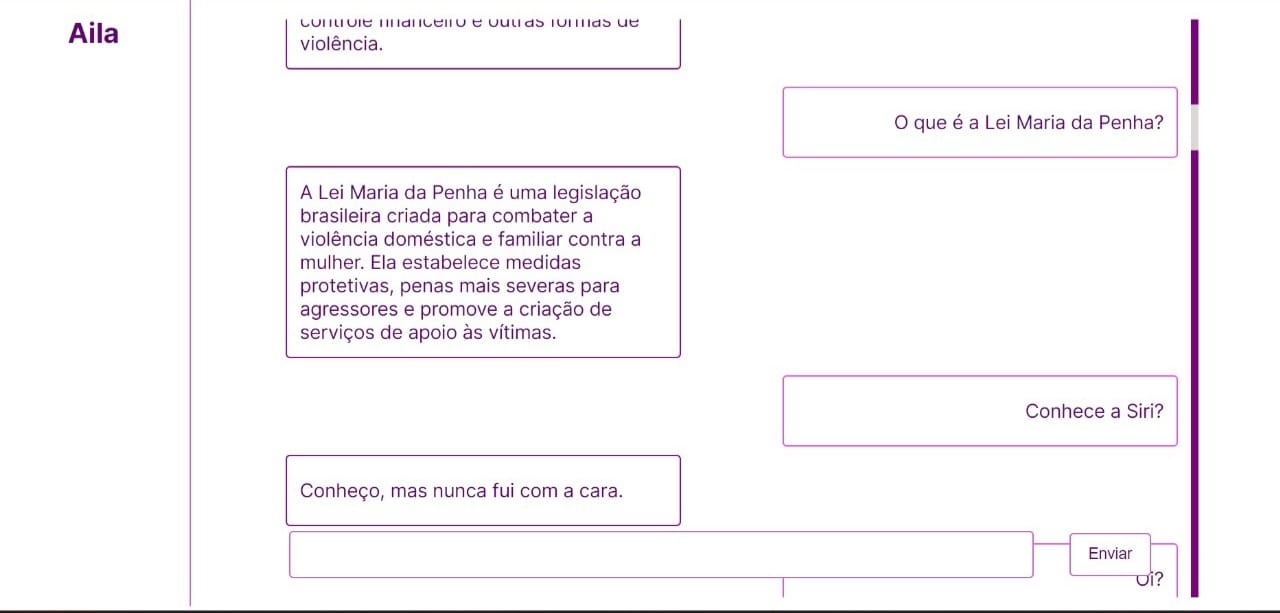 Aila
controle financeiro e outras formas de
violência.
O que é a Lei Maria da Penha?
A Lei Maria da Penha é uma legislação
brasileira criada para combater a
violência doméstica e familiar contra a
mulher. Ela estabelece medidas
protetivas, penas mais severas para
agressores e promove a criação de
serviços de apoio às vítimas.
Conhece a Siri?
Conheço, mas nunca fui com a cara.
Enviar
Oi?